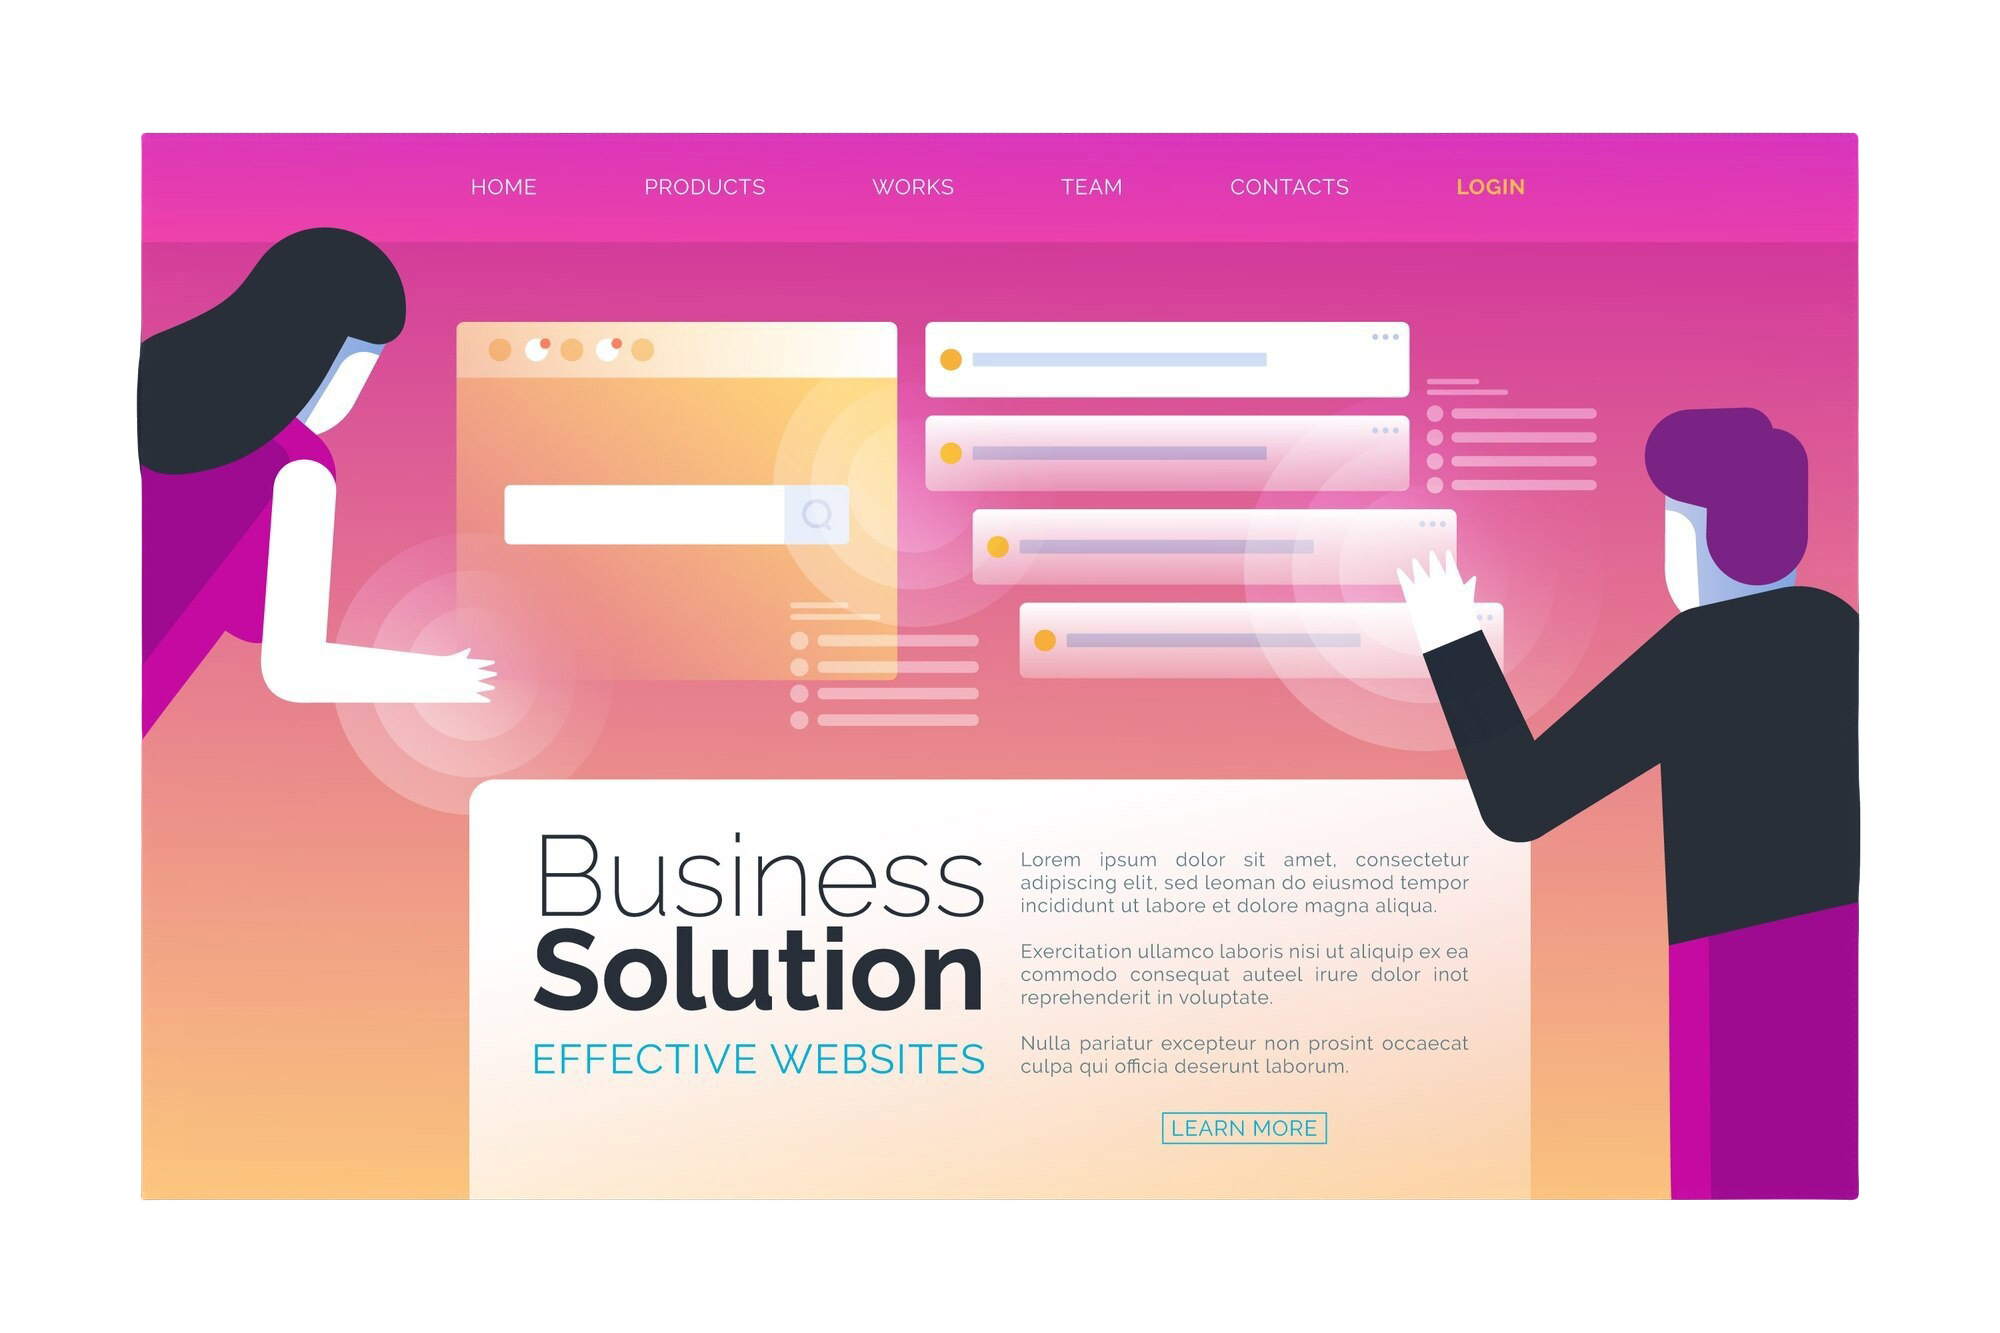 HOME PRODUCTS WORKS TEAM CONTACTS LOGIN
Business
Solution
EFFECTIVE WEBSITES
Lorem ipsum dolor sit amet, consectetur
adipiscing elit, sed leoman do eiusmod tempor
incididunt ut labore et dolore magna aliqua.
Exercitation ullamco laboris nisi ut aliquip ex ea
commodo consequat auteel irure dolor inot
reprehenderit in voluptate.
Nulla pariatur excepteur non prosint occaecat
culpa qui officia deserunt laborum.
LEARN MORE